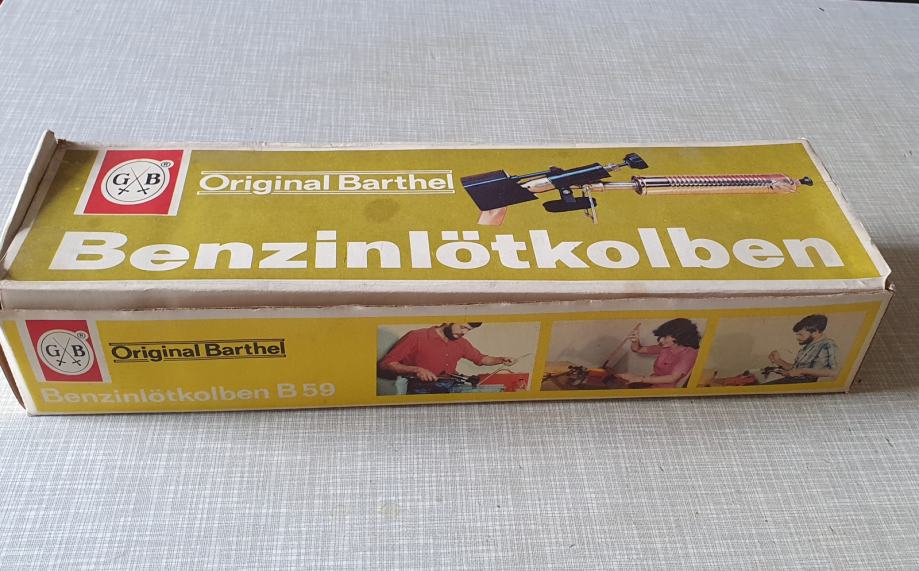 G B ®
Original Barthel
Benzinlötkolben
G B ®
Original Barthel
Benzinlötkolben B 59